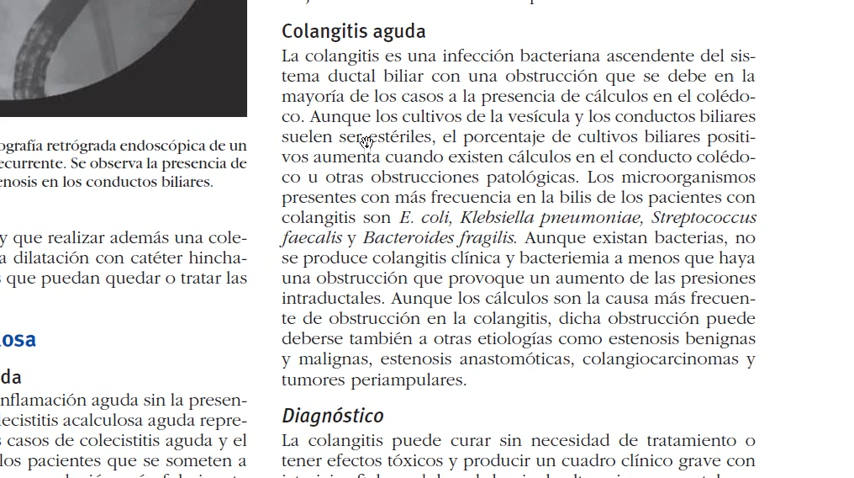 ografía retrógrada endoscópica de un
ecurrente. Se observa la presencia de
enosis en los conductos biliares.
y que realizar además una cole-
a dilatación con catéter hincha-
s que puedan quedar o tratar las
losa
da
nflamación aguda sin la presen-
lecistitis acalculosa aguda repre-
s casos de colecistitis aguda y el
los pacientes que se someten a
Colangitis aguda
La colangitis es una infección bacteriana ascendente del sis-
tema ductal biliar con una obstrucción que se debe en la
mayoría de los casos a la presencia de cálculos en el colédo-
co. Aunque los cultivos de la vesícula y los conductos biliares
suelen ser estériles, el porcentaje de cultivos biliares positi-
vos aumenta cuando existen cálculos en el conducto colédo-
co u otras obstrucciones patológicas. Los microorganismos
presentes con más frecuencia en la bilis de los pacientes con
colangitis son E. coli, Klebsiella pneumoniae, Streptococcus
faecalis y Bacteroides fragilis. Aunque existan bacterias, no
se produce colangitis clínica y bacteriemia a menos que haya
una obstrucción que provoque un aumento de las presiones
intraductales. Aunque los cálculos son la causa más frecuen-
te de obstrucción en la colangitis, dicha obstrucción puede
deberse también a otras etiologías como estenosis benignas
y malignas, estenosis anastomóticas, colangiocarcinomas y
tumores periampulares.
Diagnóstico
La colangitis puede curar sin necesidad de tratamiento o
tener efectos tóxicos y producir un cuadro clínico grave con